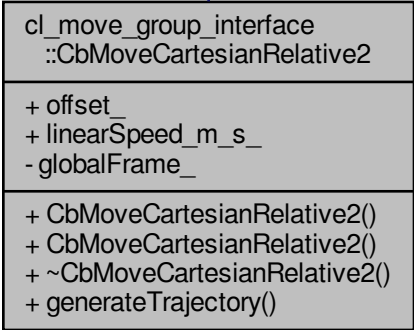 cl_move_group_interface
::CbMoveCartesianRelative2
+ offset_
+ linearSpeed_m_s_
- globalFrame_
+ CbMoveCartesianRelative2()
+ CbMoveCartesianRelative2()
+ ~CbMoveCartesianRelative2()
+ generateTrajectory()